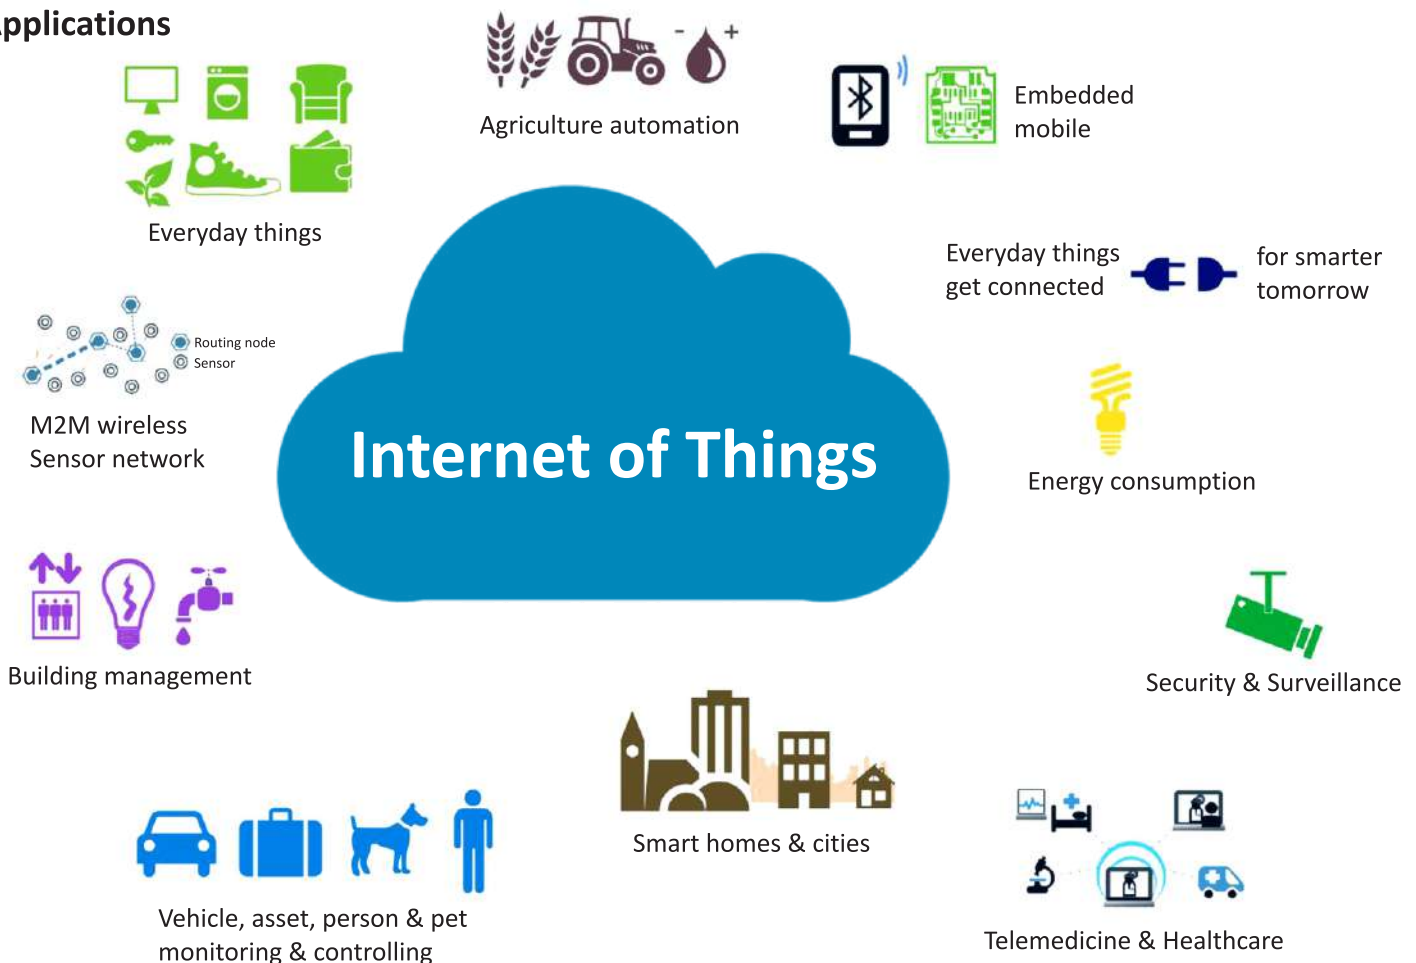 Applications
Agriculture automation
Embedded
mobile
Everyday things
Everyday things
get connected
for smarter
tomorrow
Routing node
Sensor
M2M wireless
Sensor network
Internet of Things
Energy consumption
Building management
Security & Surveillance
Smart homes & cities
Vehicle, asset, person & pet
monitoring & controlling
Telemedicine & Healthcare